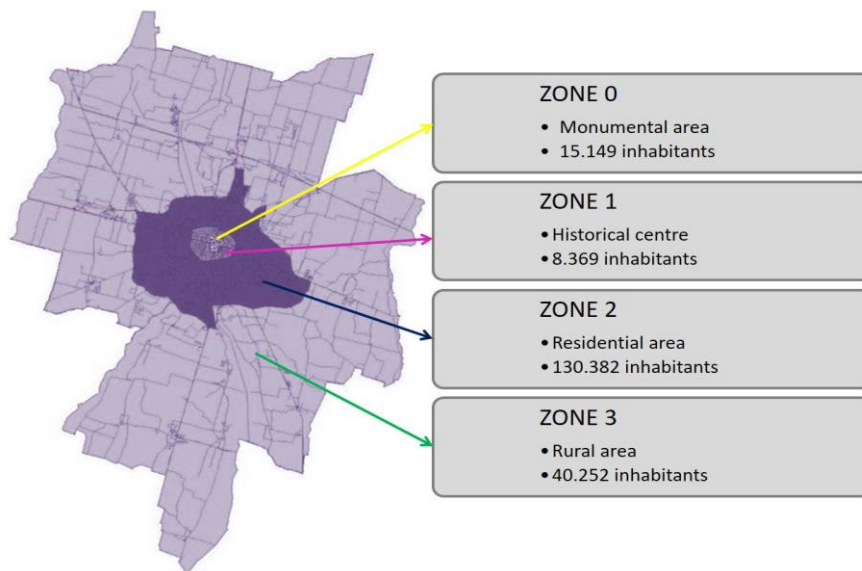 ZONE 0
• Monumental area
• 15.149 inhabitants
ZONE 1
• Historical centre
• 8.369 inhabitants
ZONE 2
• Residential area
• 130.382 inhabitants
ZONE 3
• Rural area
• 40.252 inhabitants